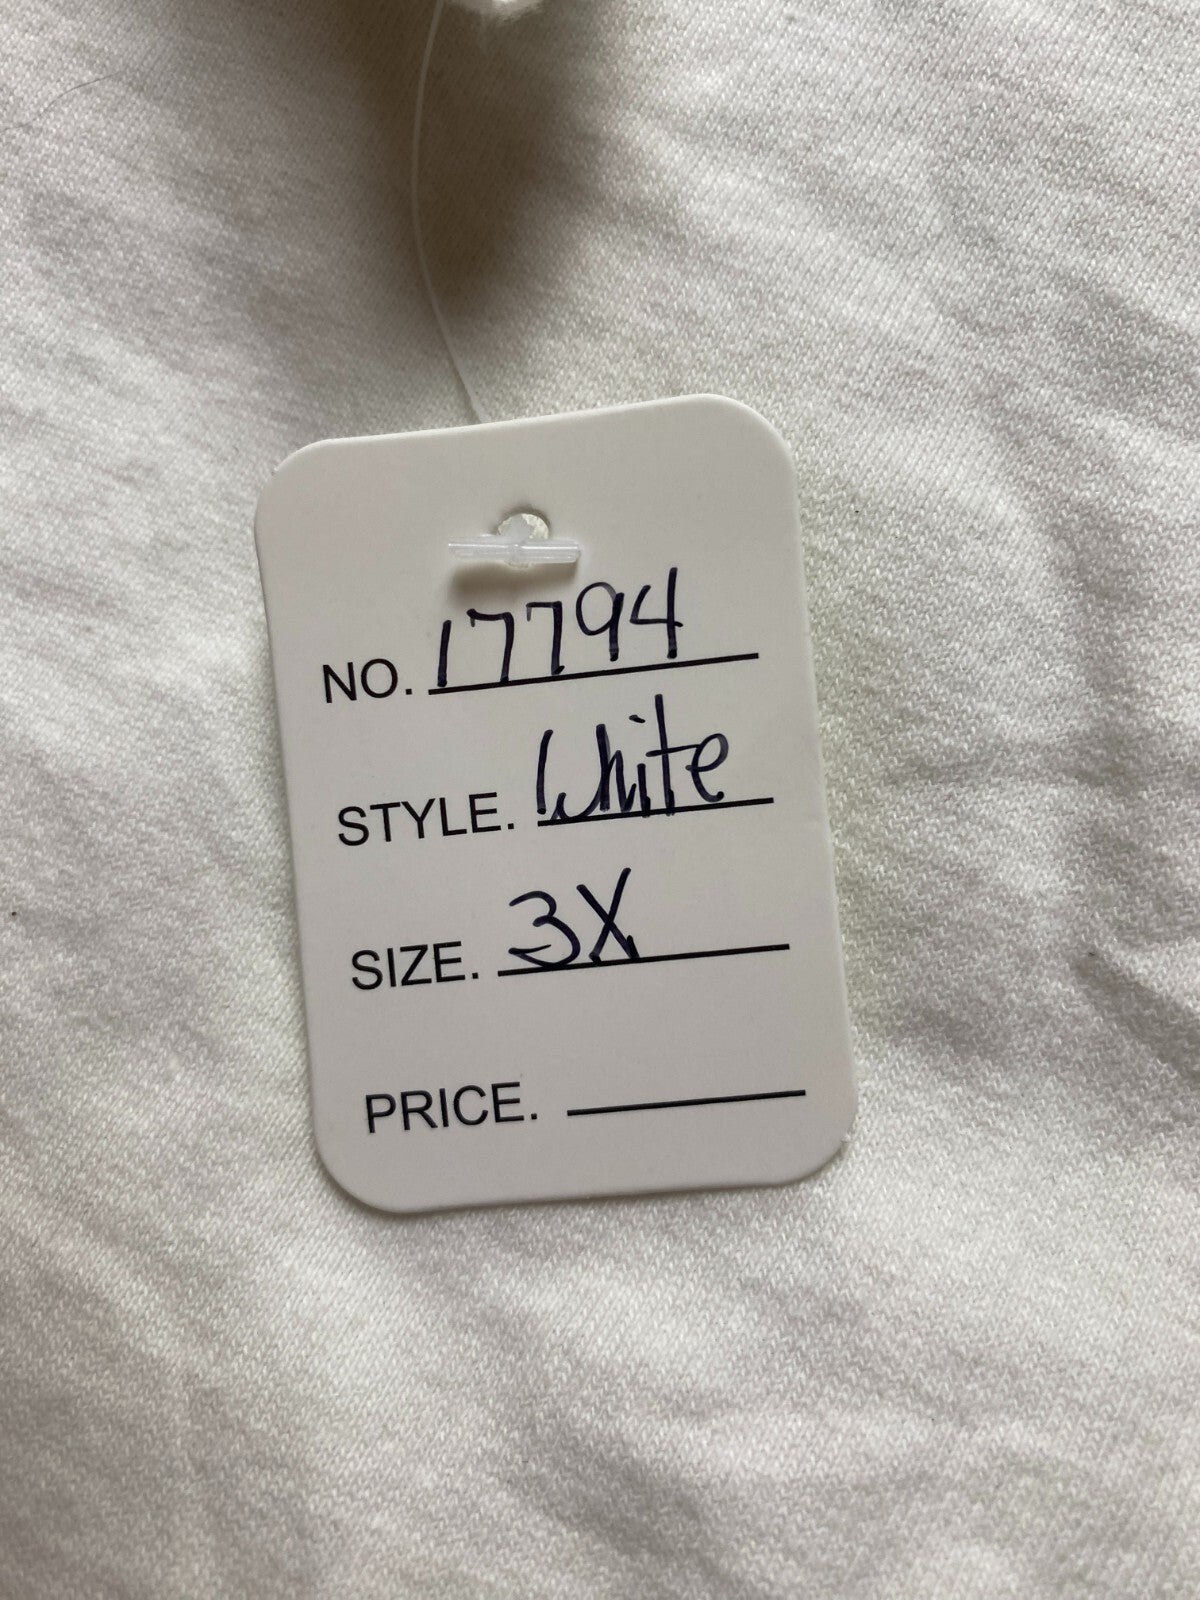 NO. 17794
STYLE. White
SIZE. 3X
PRICE.